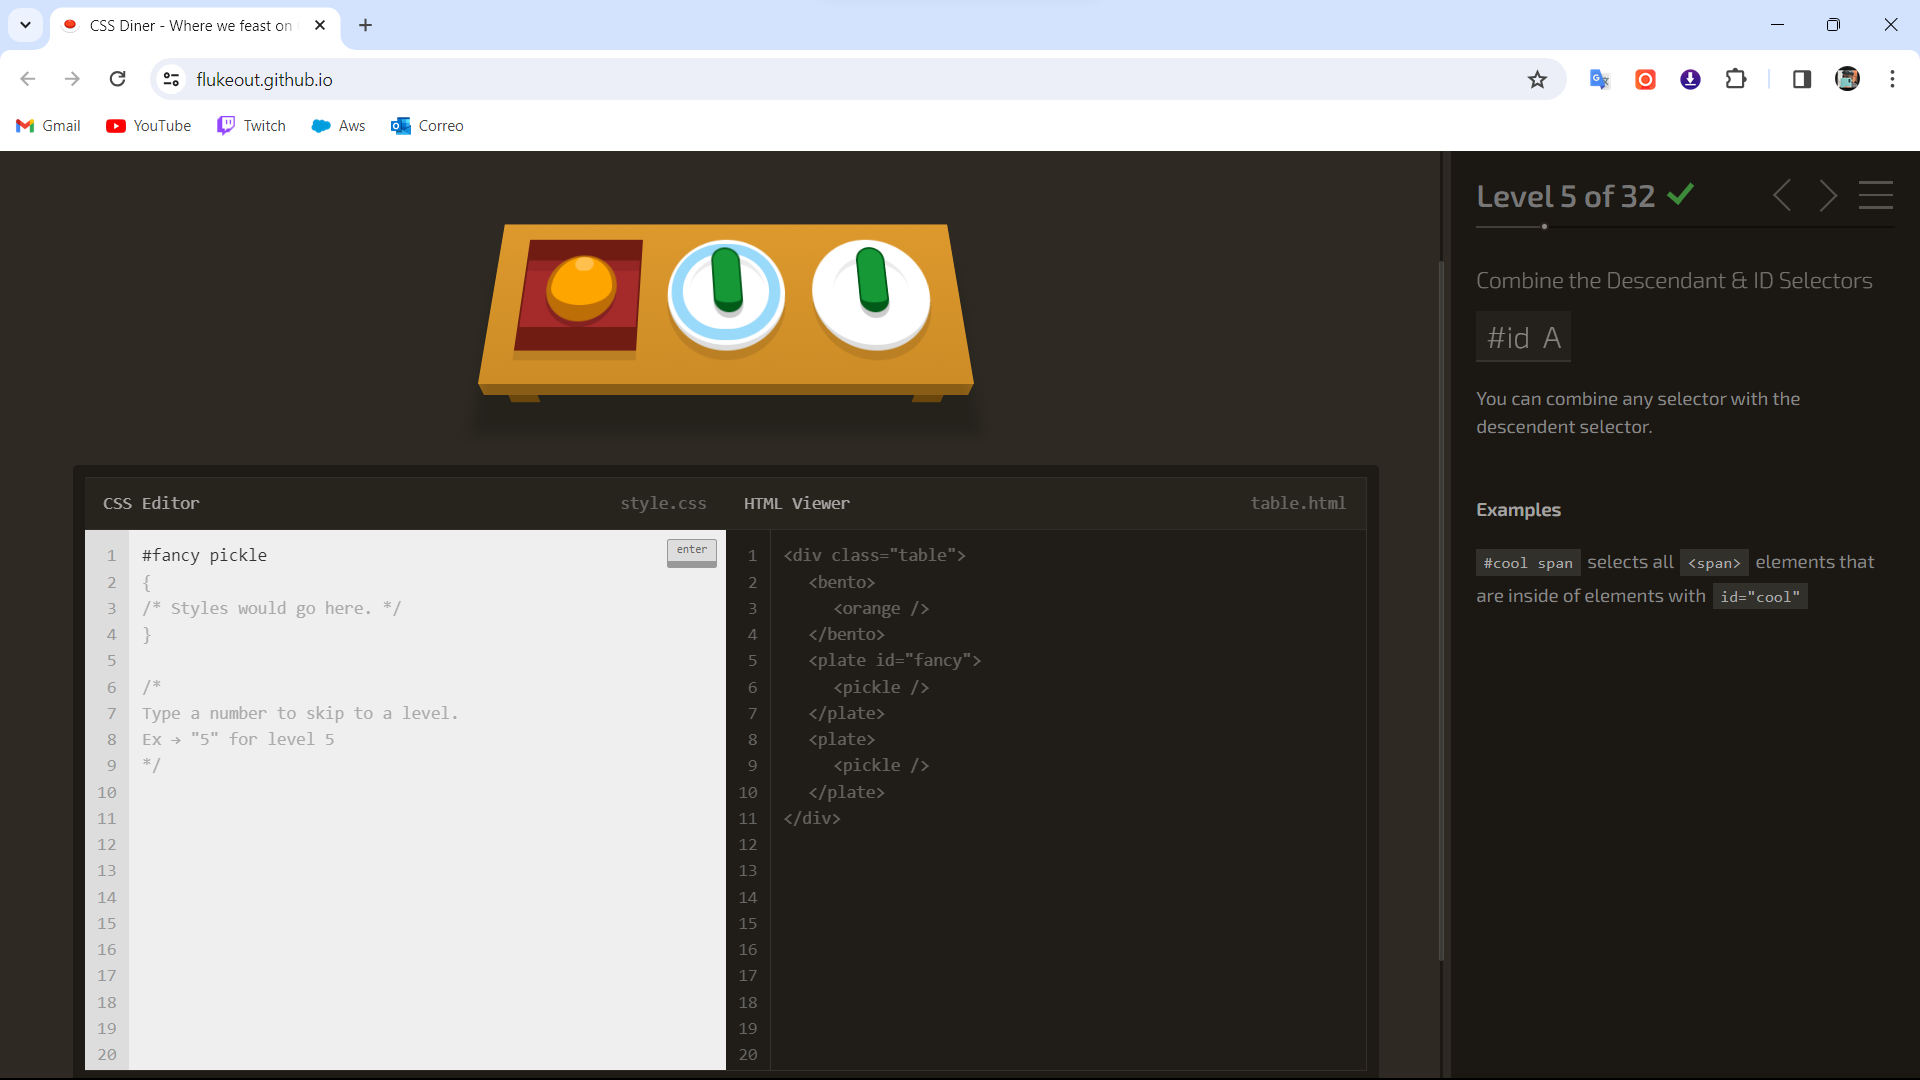 CSS Diner - Where we feast on
flukeout.github.io
Gmail YouTube Twitch Aws Correo
Level 5 of 32
Combine the Descendant & ID Selectors
#id A
You can combine any selector with the
descendent selector.
Examples
#cool span selects all <span> elements that
are inside of elements with id="cool"
CSS Editor style.css
enter
1 #fancy pickle
2 {
3 /* Styles would go here. */
4 }
5
6 /*
7 Type a number to skip to a level.
8 Ex → "5" for level 5
9 */
10
11
12
13
14
15
16
17
18
19
20
HTML Viewer table.html
1 <div class="table">
2 <bento>
3 <orange />
4 </bento>
5 <plate id="fancy">
6 <pickle />
7 </plate>
8 <plate>
9 <pickle />
10 </plate>
11 </div>
12
13
14
15
16
17
18
19
20